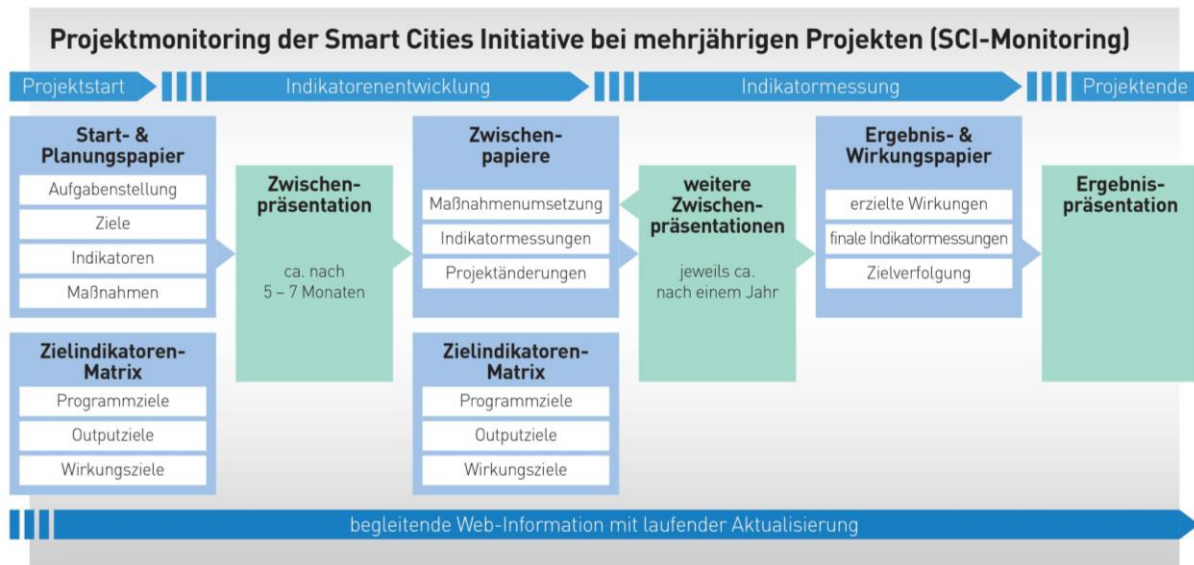 Projektmonitoring der Smart Cities Initiative bei mehrjährigen Projekten (SCI-Monitoring)
Projektstart
Indikatorenentwicklung
Indikatormessung
Projektende
Start- &
Planungspapier
Aufgabenstellung
Ziele
Indikatoren
Maßnahmen
Zielindikatoren-
Matrix
Programmziele
Outputziele
Wirkungsziele
Zwischen-
präsentation
ca. nach
5 – 7 Monaten
Zwischen-
papiere
Maßnahmenumsetzung
Indikatormessungen
Projektänderungen
Zielindikatoren-
Matrix
Programmziele
Outputziele
Wirkungsziele
weitere
Zwischen-
präsentationen
jeweils ca.
nach einem Jahr
Ergebnis- &
Wirkungspapier
erzielte Wirkungen
finale Indikatormessungen
Zielverfolgung
Ergebnis-
präsentation
begleitende Web-Information mit laufender Aktualisierung